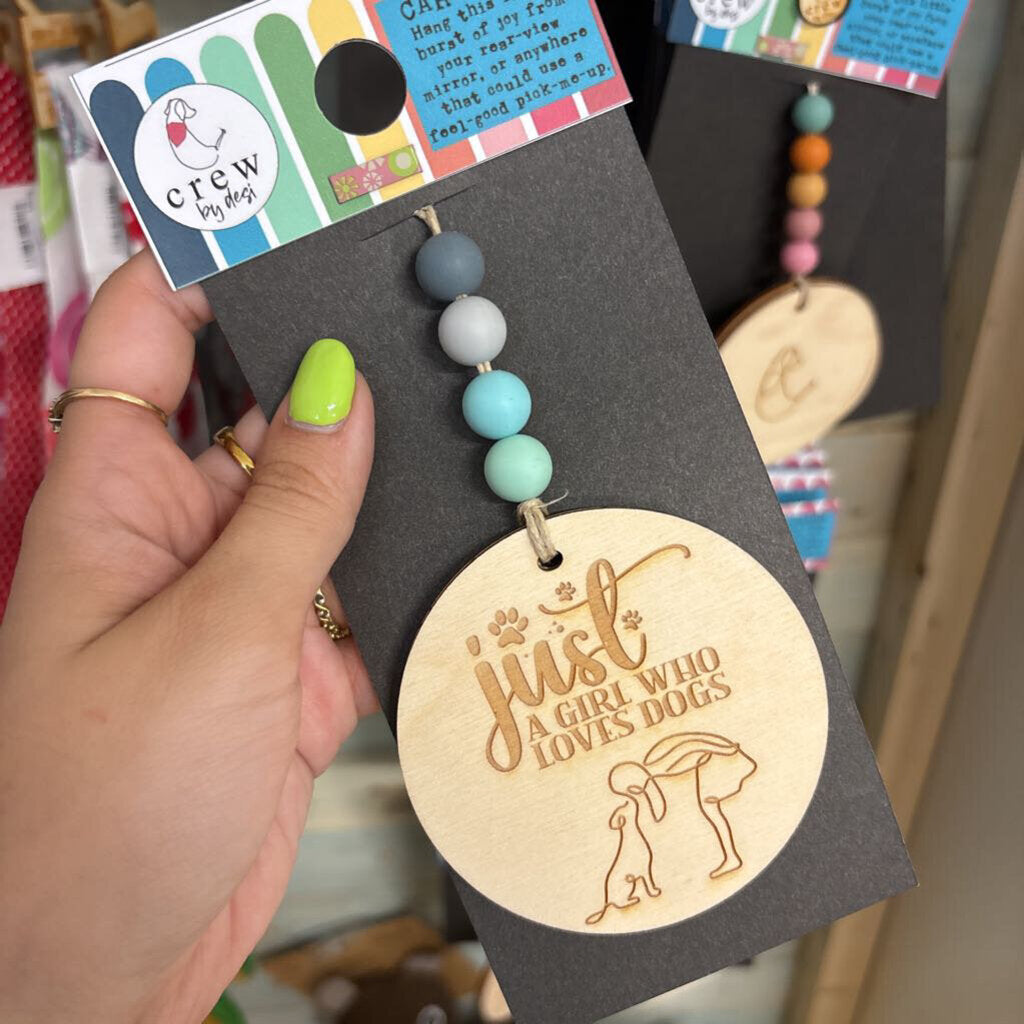 CAR
Hang this
burst of joy from
your rear-view
mirror, or anywhere
that could use a
feel-good pick-me-up.
crew
by desi
just
A GIRL WHO
LOVES DOGS